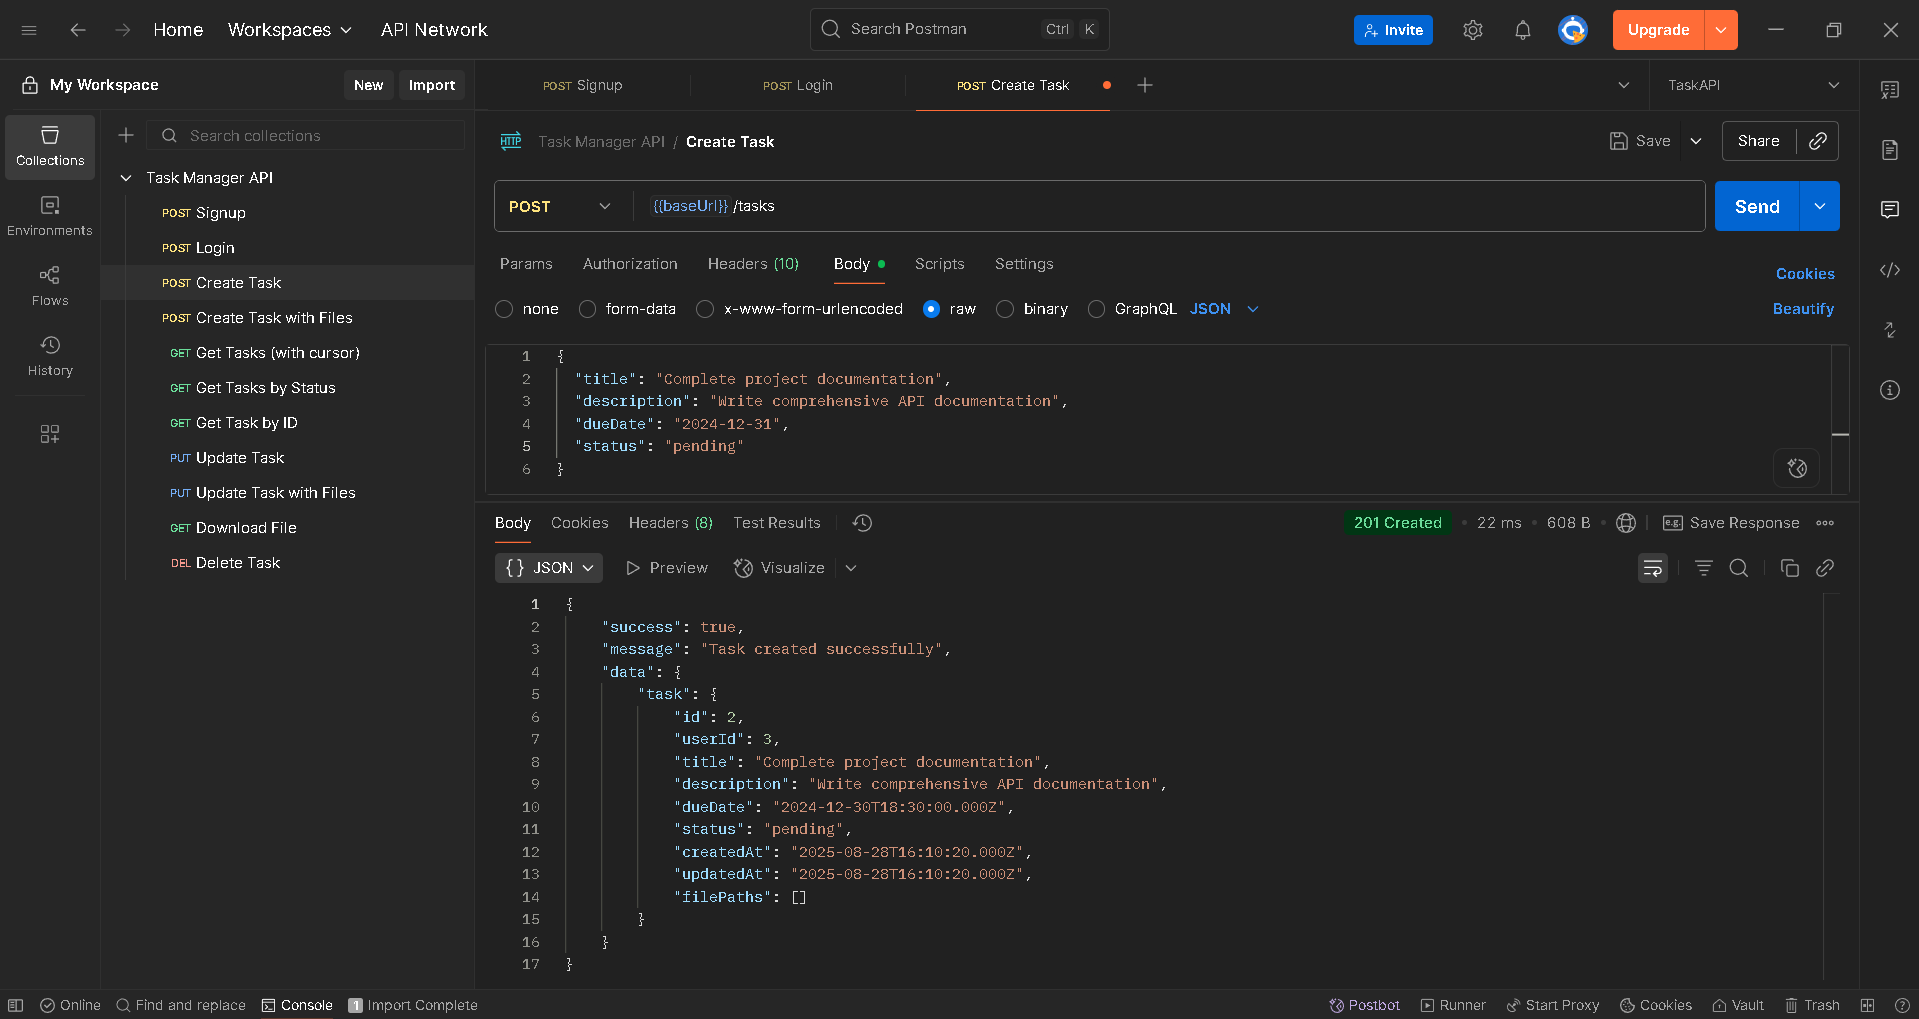 Home Workspaces API Network Search Postman Ctrl K Invite Upgrade
My Workspace New Import POST Signup POST Login POST Create Task TaskAPI
Collections
Environments
Flows
History
Search collections
Task Manager API
POST Signup
POST Login
POST Create Task
POST Create Task with Files
GET Get Tasks (with cursor)
GET Get Tasks by Status
GET Get Task by ID
PUT Update Task
PUT Update Task with Files
GET Download File
DEL Delete Task
HTTP Task Manager API / Create Task Save Share
POST {{baseUrl}} /tasks Send
Params Authorization Headers (10) Body Scripts Settings Cookies
none form-data x-www-form-urlencoded raw binary GraphQL JSON Beautify
1 {
2 "title": "Complete project documentation",
3 "description": "Write comprehensive API documentation",
4 "dueDate": "2024-12-31",
5 "status": "pending"
6 }
Body Cookies Headers (8) Test Results 201 Created 22 ms 608 B e.g. Save Response
{} JSON Preview Visualize
1 {
2 "success": true,
3 "message": "Task created successfully",
4 "data": {
5 "task": {
6 "id": 2,
7 "userId": 3,
8 "title": "Complete project documentation",
9 "description": "Write comprehensive API documentation",
10 "dueDate": "2024-12-30T18:30:00.000Z",
11 "status": "pending",
12 "createdAt": "2025-08-28T16:10:20.000Z",
13 "updatedAt": "2025-08-28T16:10:20.000Z",
14 "filePaths": []
15 }
16 }
17 }
Online Find and replace Console 1 Import Complete Postbot Runner Start Proxy Cookies Vault Trash